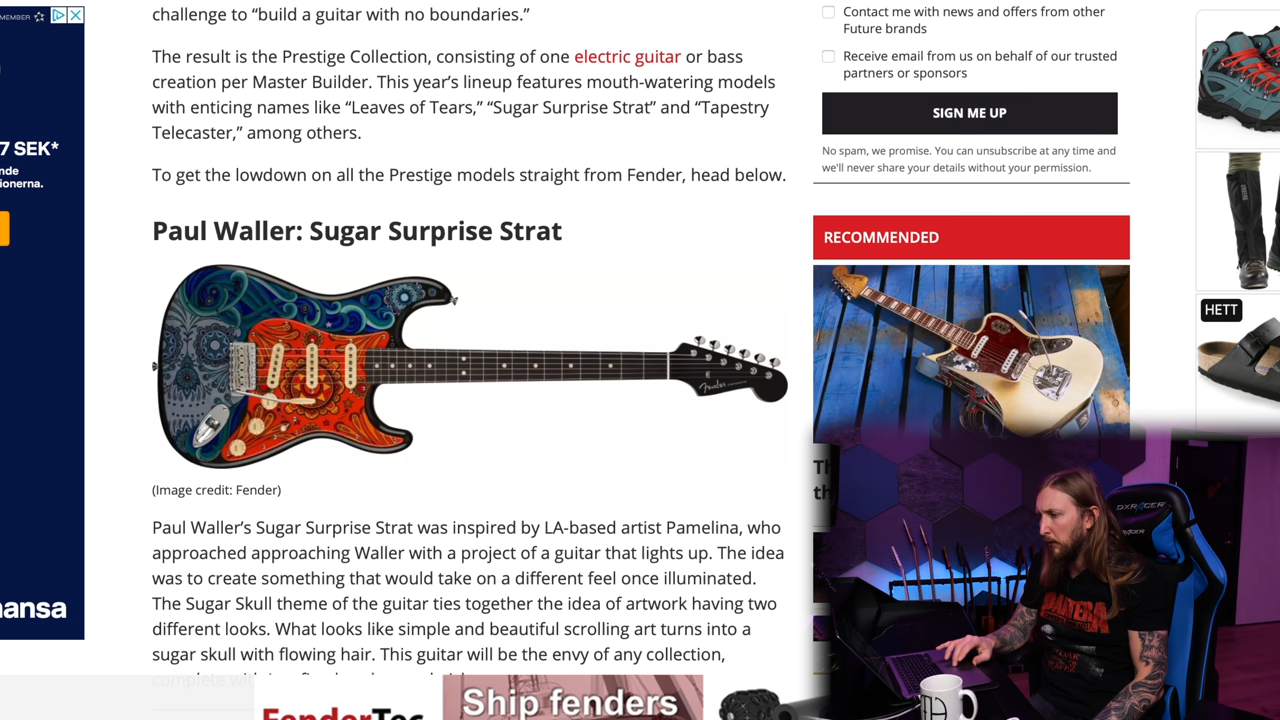 challenge to “build a guitar with no boundaries.”
The result is the Prestige Collection, consisting of one electric guitar or bass
creation per Master Builder. This year’s lineup features mouth-watering models
with enticing names like “Leaves of Tears,” “Sugar Surprise Strat” and “Tapestry
Telecaster,” among others.
To get the lowdown on all the Prestige models straight from Fender, head below.
Paul Waller: Sugar Surprise Strat
Fender
(Image credit: Fender)
Paul Waller’s Sugar Surprise Strat was inspired by LA-based artist Pamelina, who
approached approaching Waller with a project of a guitar that lights up. The idea
was to create something that would take on a different feel once illuminated.
The Sugar Skull theme of the guitar ties together the idea of artwork having two
different looks. What looks like simple and beautiful scrolling art turns into a
sugar skull with flowing hair. This guitar will be the envy of any collection,
complete with
MEMBER
7 SEK*
nde
ionerna.
hansa
Ship fenders
FenderTec
Contact me with news and offers from other
Future brands
Receive email from us on behalf of our trusted
partners or sponsors
SIGN ME UP
No spam, we promise. You can unsubscribe at any time and
we'll never share your details without your permission.
RECOMMENDED
Th
th
HETT
DXRACER
RACER
PANTERA